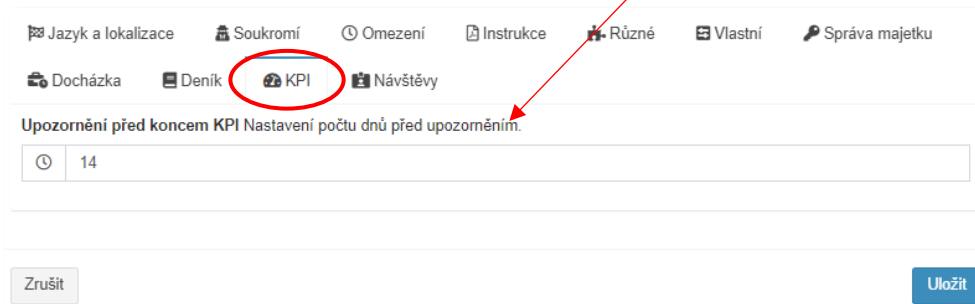 Jazyk a lokalizace Soukromí Omezení Instrukce Různé Vlastní Správa majetku
Docházka Deník KPI Návštěvy
Upozornění před koncem KPI Nastavení počtu dnů před upozorněním.
14
Zrušit Uložit